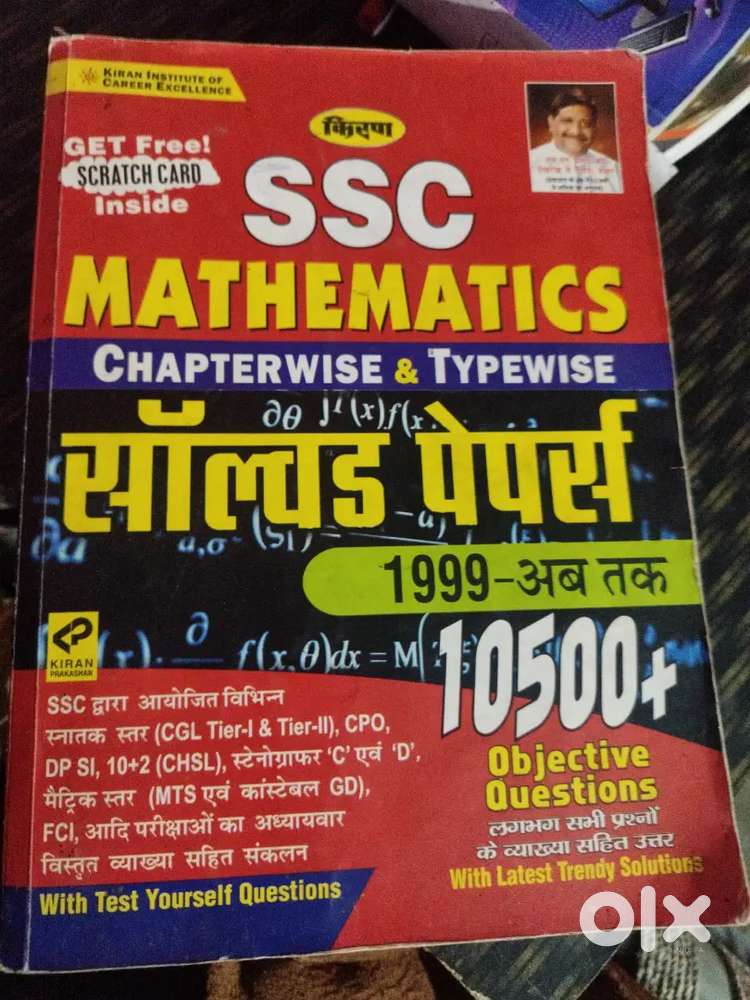 KIRAN INSTITUTE OF
CAREER EXCELLENCE
GET Free!
SCRATCH CARD
Inside
किरण
SSC
MATHEMATICS
CHAPTERWISE & TYPEWISE
सॉल्वड पेपर्स
1999-अब तक
f(x,θ)dx = M
KIRAN
PRAKASHAN
10500+
SSC द्वारा आयोजित विभिन्न
स्नातक स्तर (CGL Tier-I & Tier-II), CPO,
DP SI, 10+2 (CHSL), स्टेनोग्राफर 'C' एवं 'D',
मैट्रिक स्तर (MTS एवं कांस्टेबल GD),
FCI, आदि परीक्षाओं का अध्यायवार
विस्तृत व्याख्या सहित संकलन
With Test Yourself Questions
Objective
Questions
लगभग सभी प्रश्नों
के व्याख्या सहित उत्तर
With Latest Trendy Solutions
olx